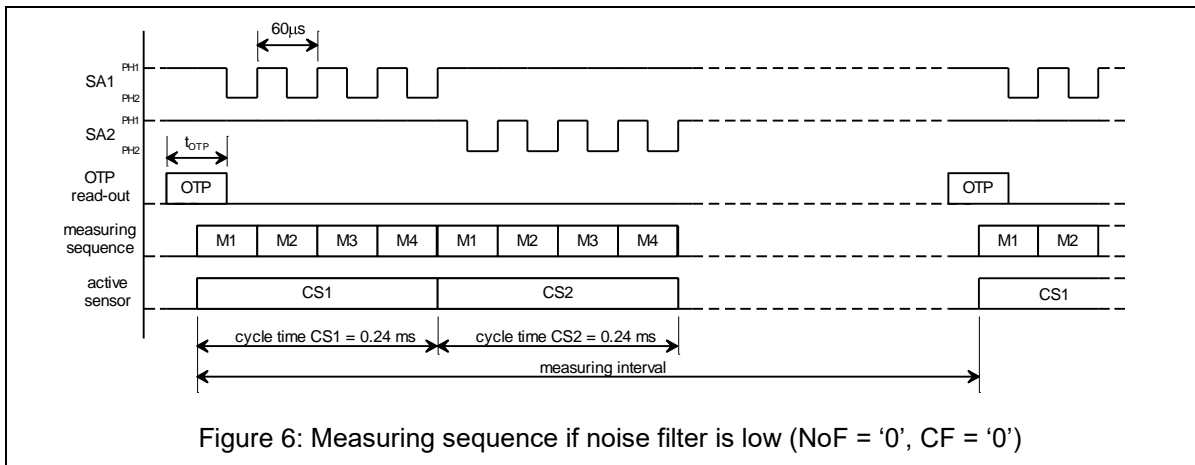 60μs
SA1
PH1
PH2
SA2
PH1
PH2
tOTP
OTP
read-out
OTP
OTP
measuring
sequence
M1 M2 M3 M4 M1 M2 M3 M4 M1 M2
active
sensor
CS1 CS2 CS1
cycle time CS1 = 0.24 ms cycle time CS2 = 0.24 ms
measuring interval
Figure 6: Measuring sequence if noise filter is low (NoF = ‘0’, CF = ‘0’)